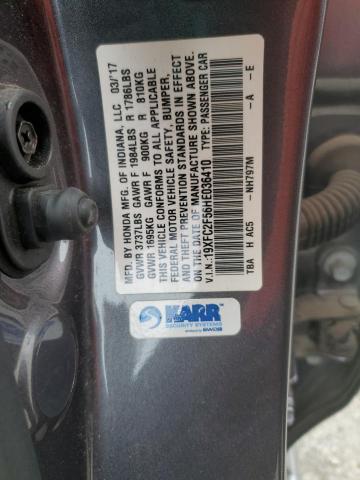 MFD. BY HONDA MFG. OF INDIANA, LLC 03/17
GVWR 3737LBS GAWR F 1984LBS R 1786LBS
GVWR 1695KG GAWR F 900KG R 810KG
THIS VEHICLE CONFORMS TO ALL APPLICABLE
FEDERAL MOTOR VEHICLE SAFETY, BUMPER,
AND THEFT PREVENTION STANDARDS IN EFFECT
ON THE DATE OF MANUFACTURE SHOWN ABOVE.
V.I.N.:19XFC2F56HE036410 TYPE: PASSENGER CAR
TBA H AC5 -NH797M -A -E
KARR
SECURITY SYSTEMS